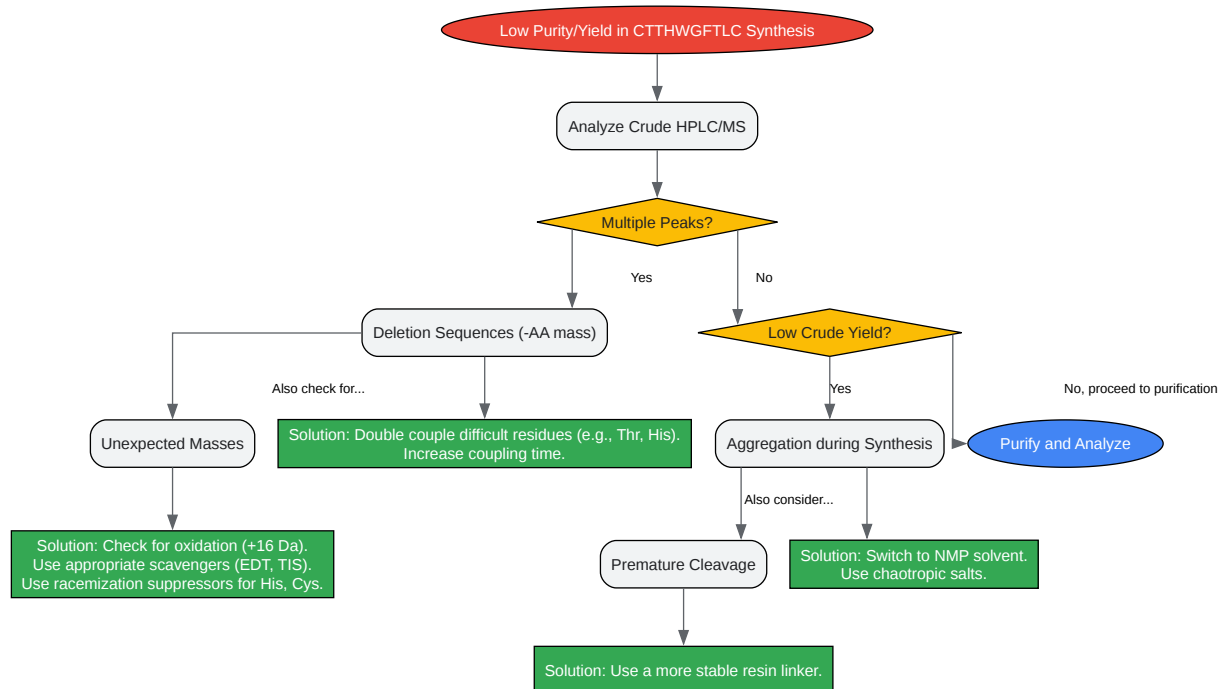 Low Purity/Yield in CTTHWGFTLC Synthesis
Analyze Crude HPLC/MS
Multiple Peaks?
Yes
No
Deletion Sequences (-AA mass)
Low Crude Yield?
Also check for...
Yes
No, proceed to purification
Unexpected Masses
Solution: Double couple difficult residues (e.g., Thr, His).
Increase coupling time.
Aggregation during Synthesis
Purify and Analyze
Also consider...
Solution: Check for oxidation (+16 Da).
Use appropriate scavengers (EDT, TIS).
Use racemization suppressors for His, Cys.
Premature Cleavage
Solution: Switch to NMP solvent.
Use chaotropic salts.
Solution: Use a more stable resin linker.